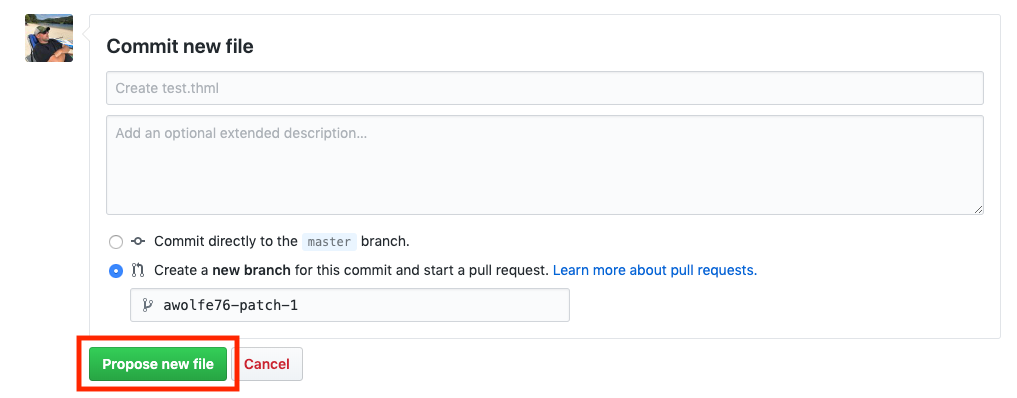 Commit new file
Create test.thml
Add an optional extended description...
Commit directly to the master branch.
Create a new branch for this commit and start a pull request. Learn more about pull requests.
awolfe76-patch-1
Propose new file Cancel